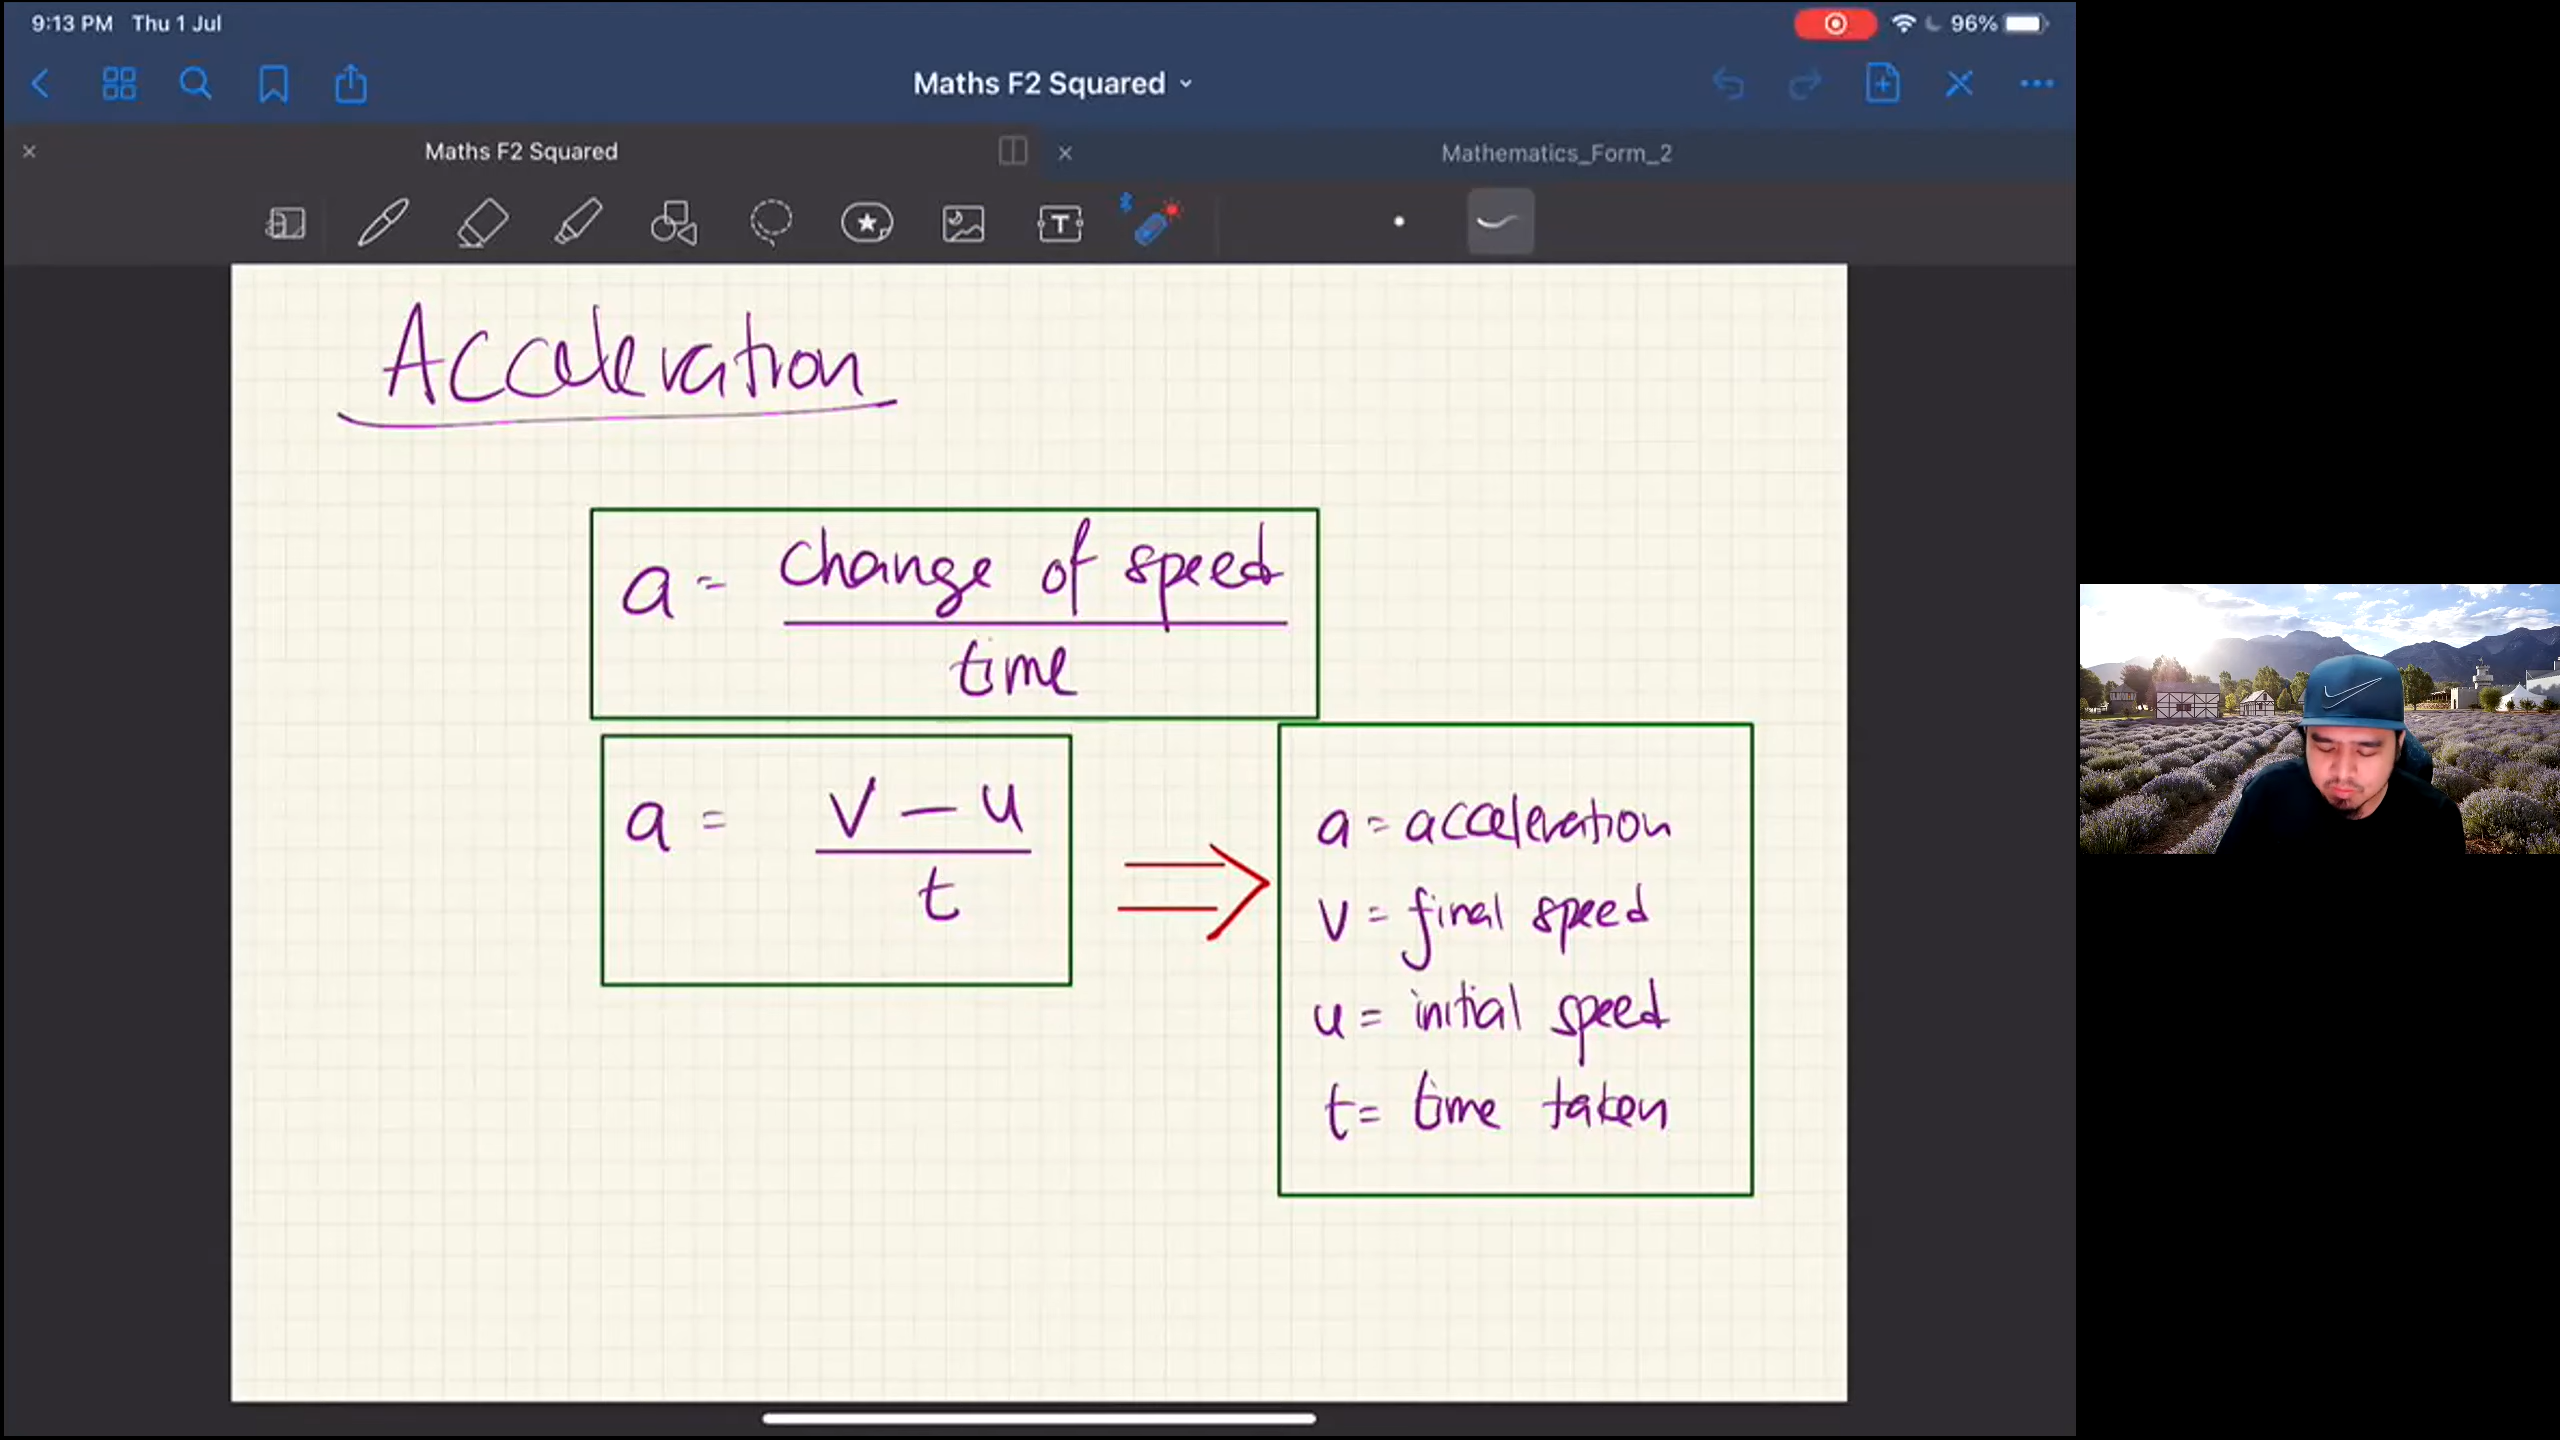 9:13 PM Thu 1 Jul
96%
Maths F2 Squared
Maths F2 Squared
Mathematics_Form_2
T
Acceleration
a = change of speed
time
a = v - u
t
a = acceleration
v = final speed
u = initial speed
t = time taken